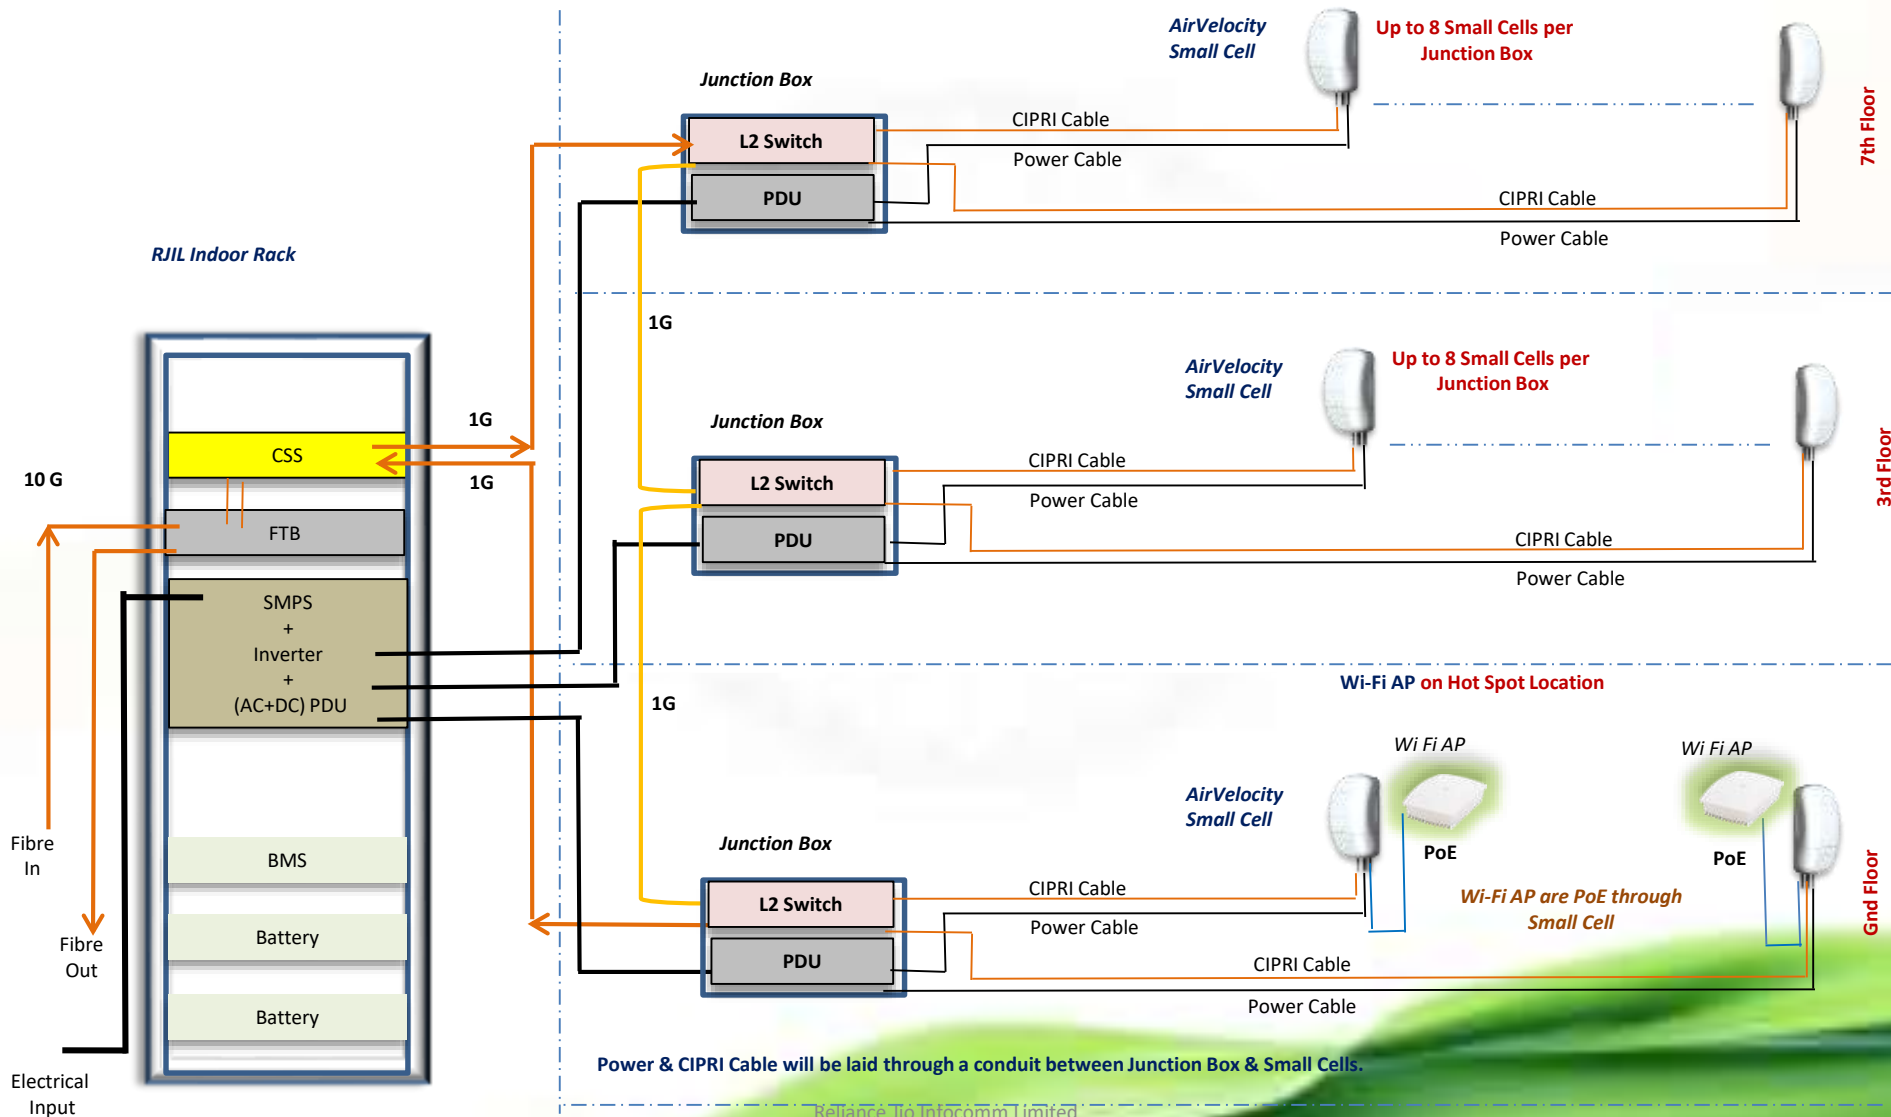 AirVelocity
Small Cell
Up to 8 Small Cells per
Junction Box
Junction Box
L2 Switch
PDU
CIPRI Cable
Power Cable
CIPRI Cable
Power Cable
7th Floor
RJIL Indoor Rack
1G
AirVelocity
Small Cell
Up to 8 Small Cells per
Junction Box
Junction Box
L2 Switch
PDU
CIPRI Cable
Power Cable
CIPRI Cable
Power Cable
3rd Floor
1G
1G
10 G
CSS
FTB
SMPS
+
Inverter
+
(AC+DC) PDU
BMS
Battery
Battery
Fibre
In
Fibre
Out
Electrical
Input
1G
Wi-Fi AP on Hot Spot Location
Wi Fi AP
Wi Fi AP
AirVelocity
Small Cell
PoE
PoE
Junction Box
L2 Switch
PDU
CIPRI Cable
Power Cable
Wi-Fi AP are PoE through
Small Cell
CIPRI Cable
Power Cable
Gnd Floor
Power & CIPRI Cable will be laid through a conduit between Junction Box & Small Cells.
Reliance Jio Infocomm Limited